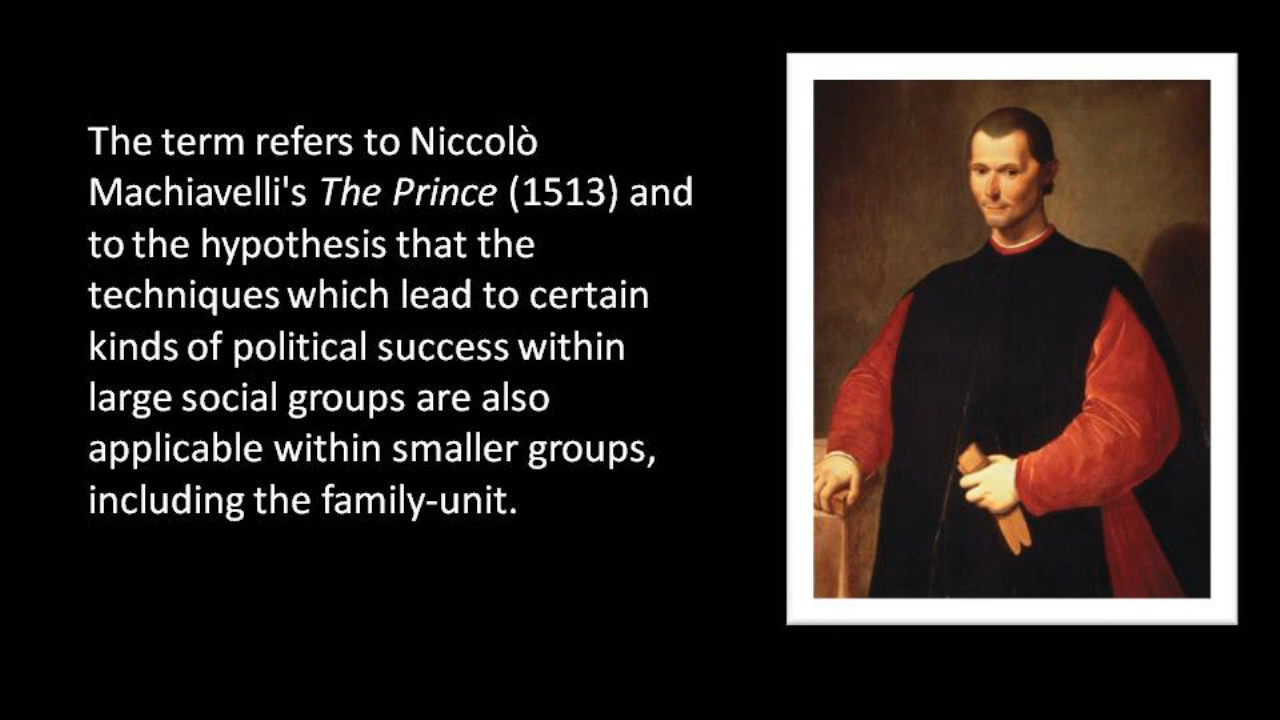 The term refers to Niccolò
Machiavelli's The Prince (1513) and
to the hypothesis that the
techniques which lead to certain
kinds of political success within
large social groups are also
applicable within smaller groups,
including the family-unit.